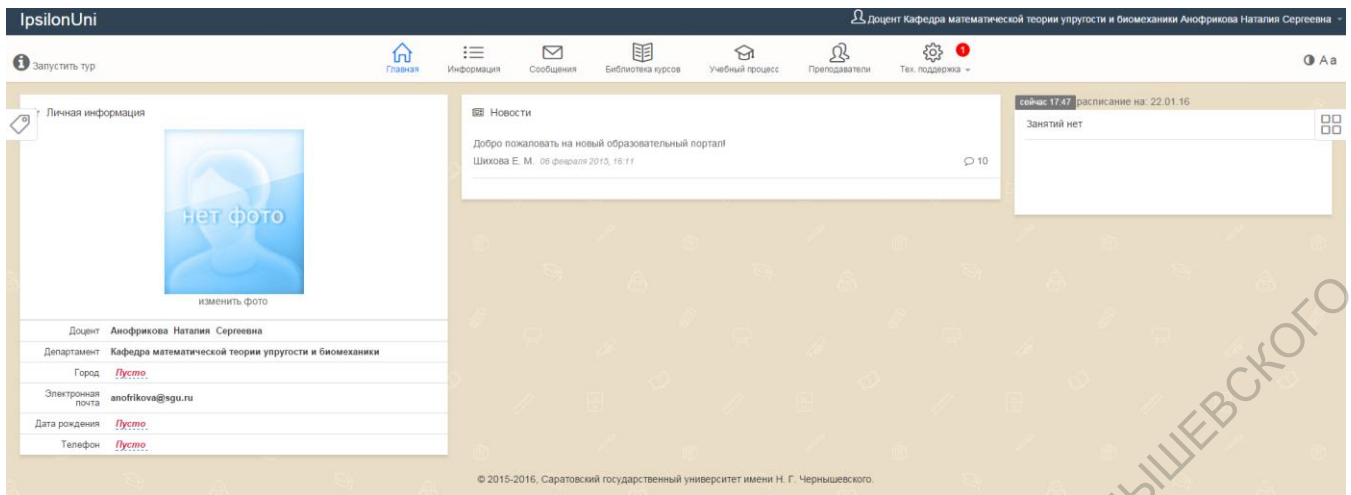 IpsilonUni
Доцент Кафедра математической теории упругости и биомеханики Анофрикова Наталия Сергеевна
Запустить тур
Главная
Информация
Сообщения
Библиотека курсов
Учебный процесс
Преподаватели
Тех. поддержка
1
Аа
Личная информация
нет фото
изменить фото
Доцент Анофрикова Наталия Сергеевна
Департамент Кафедра математической теории упругости и биомеханики
Город Пусто
Электронная
почта anofrikova@sgu.ru
Дата рождения Пусто
Телефон Пусто
Новости
Добро пожаловать на новый образовательный портал!
Шихова Е. М. 06 февраля 2015, 16:11
10
сейчас 17:47 расписание на: 22.01.16
Занятий нет
© 2015-2016, Саратовский государственный университет имени Н. Г. Чернышевского.